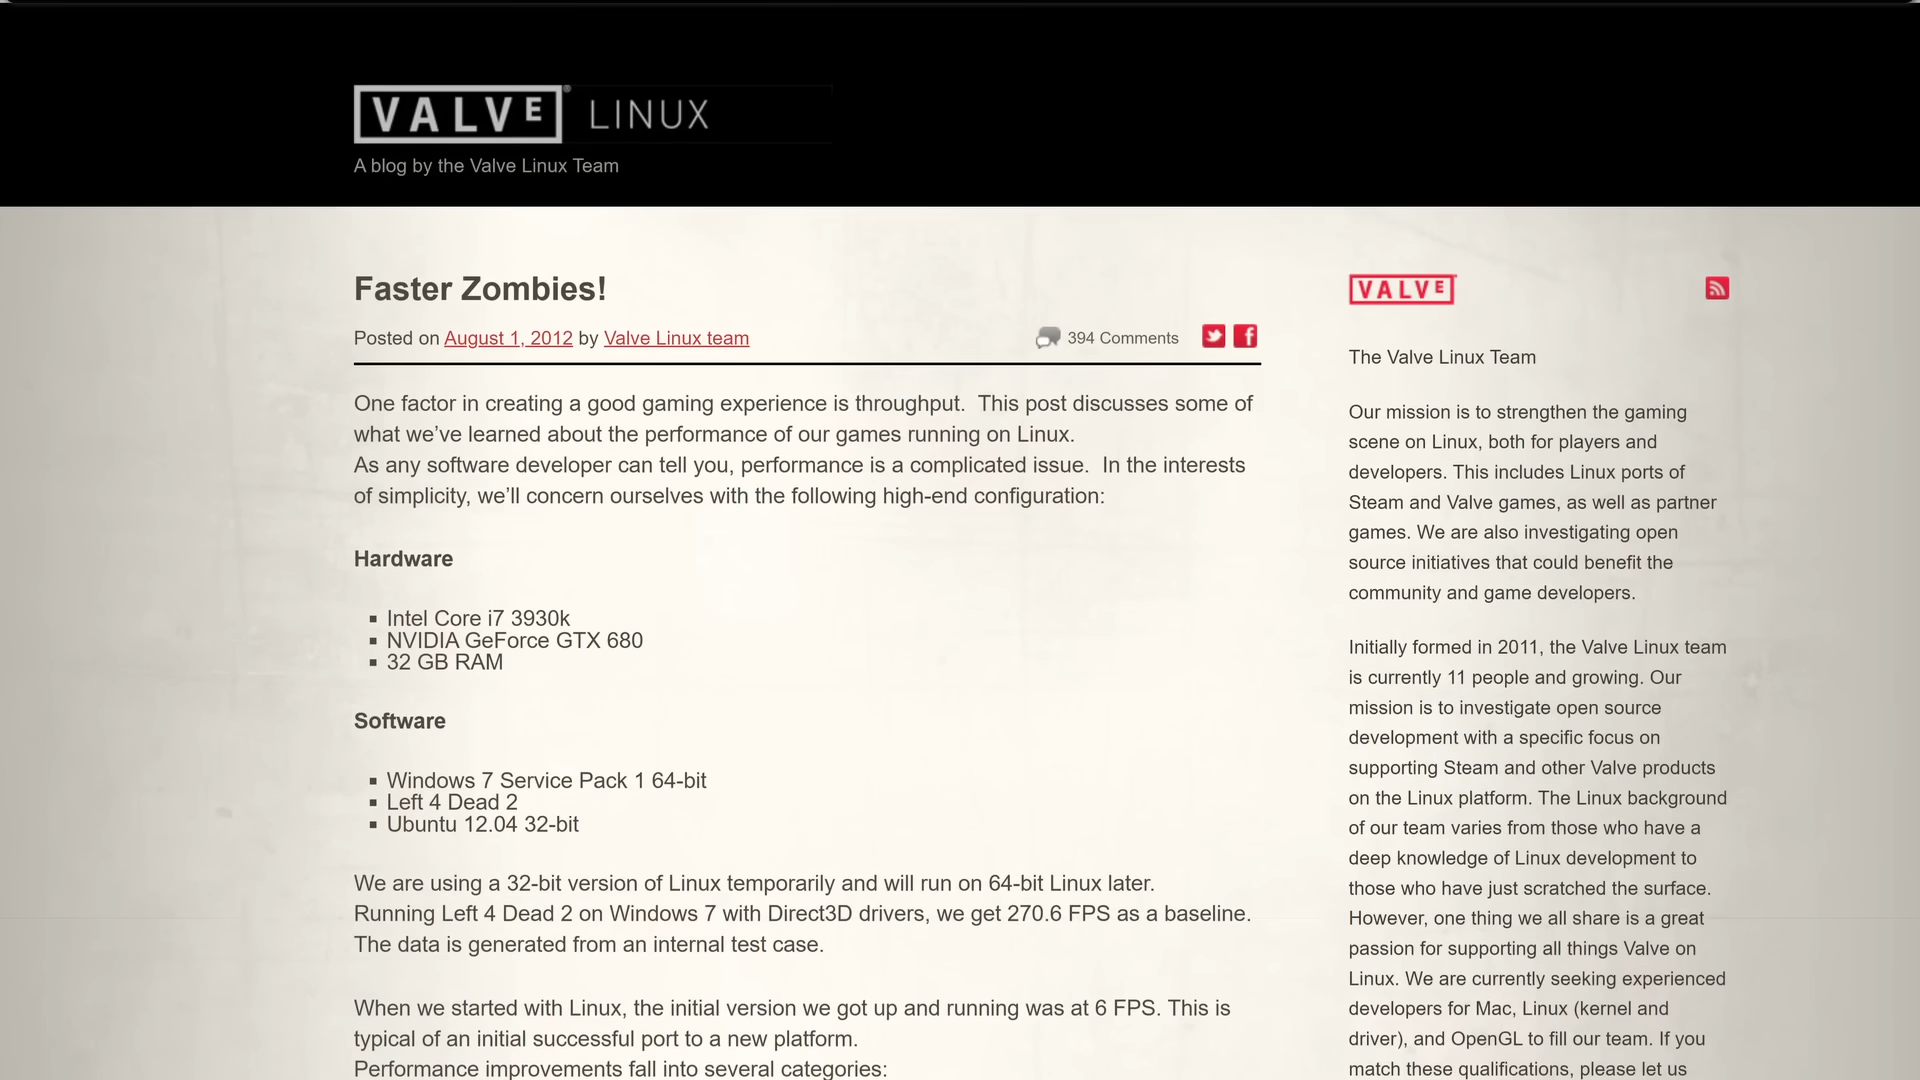 VALVE ® LINUX
A blog by the Valve Linux Team
Faster Zombies!
Posted on August 1, 2012 by Valve Linux team
394 Comments
One factor in creating a good gaming experience is throughput.  This post discusses some of
what we’ve learned about the performance of our games running on Linux.
As any software developer can tell you, performance is a complicated issue.  In the interests
of simplicity, we’ll concern ourselves with the following high-end configuration:
Hardware
▪ Intel Core i7 3930k
▪ NVIDIA GeForce GTX 680
▪ 32 GB RAM
Software
▪ Windows 7 Service Pack 1 64-bit
▪ Left 4 Dead 2
▪ Ubuntu 12.04 32-bit
We are using a 32-bit version of Linux temporarily and will run on 64-bit Linux later.
Running Left 4 Dead 2 on Windows 7 with Direct3D drivers, we get 270.6 FPS as a baseline.
The data is generated from an internal test case.
When we started with Linux, the initial version we got up and running was at 6 FPS. This is
typical of an initial successful port to a new platform.
Performance improvements fall into several categories:
VALVE
The Valve Linux Team
Our mission is to strengthen the gaming
scene on Linux, both for players and
developers. This includes Linux ports of
Steam and Valve games, as well as partner
games. We are also investigating open
source initiatives that could benefit the
community and game developers.
Initially formed in 2011, the Valve Linux team
is currently 11 people and growing. Our
mission is to investigate open source
development with a specific focus on
supporting Steam and other Valve products
on the Linux platform. The Linux background
of our team varies from those who have a
deep knowledge of Linux development to
those who have just scratched the surface.
However, one thing we all share is a great
passion for supporting all things Valve on
Linux. We are currently seeking experienced
developers for Mac, Linux (kernel and
driver), and OpenGL to fill our team. If you
match these qualifications, please let us